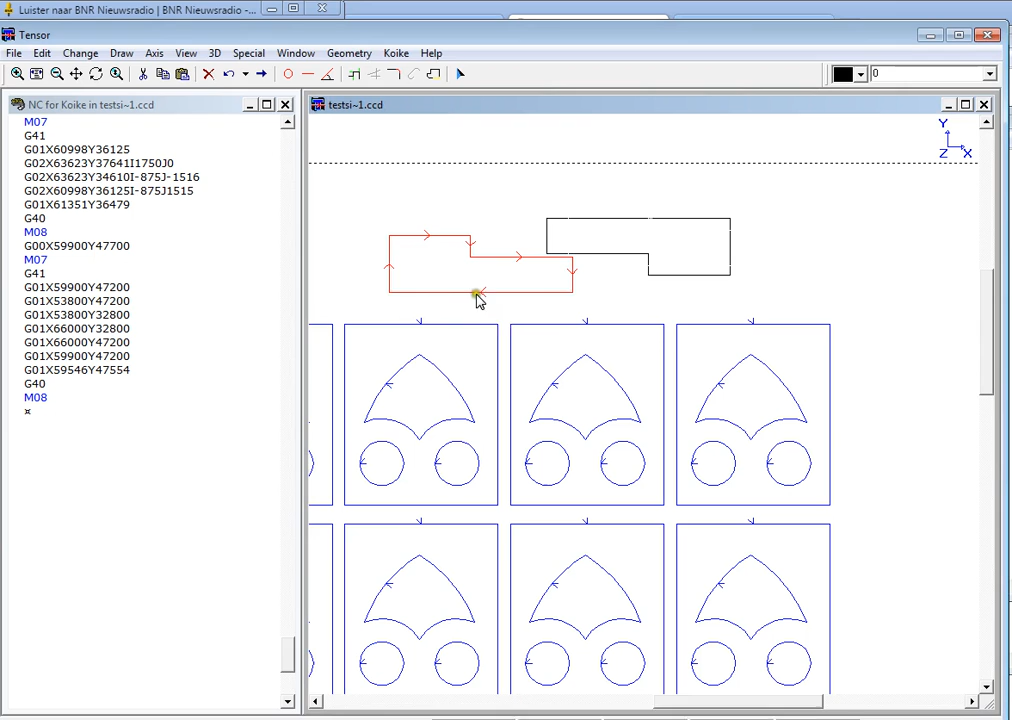 Luister naar BNR Nieuwsradio | BNR Nieuwsradio -...
Tensor
File Edit Change Draw Axis View Special Window Geometry Koike Help
0
NC for Koike in testsi~1.ccd
testsi~1.ccd
M07
G41
G01X60998Y36125
G02X63623Y37641I1750J0
G02X63623Y34610I-875J-1516
G02X60998Y36125I-875J1515
G01X61351Y36479
G40
M08
G00X59900Y47700
M07
G41
G01X59900Y47200
G01X53800Y47200
G01X53800Y32800
G01X66000Y32800
G01X66000Y47200
G01X59900Y47200
G01X59546Y47554
G40
M08
¤
Y
Z X